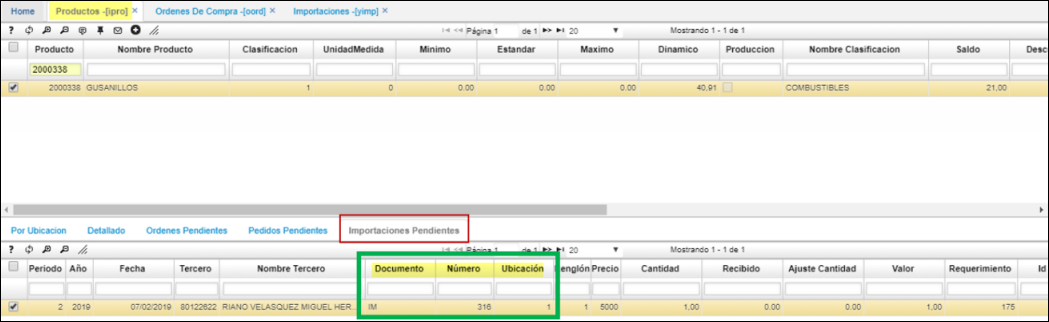 Home Productos -[ipro] × Ordenes De Compra -[oord] × Importaciones -[yimp] ×
? Página 1 de 1 20 Mostrando 1 - 1 de 1
Producto Nombre Producto Clasificacion UnidadMedida Minimo Estandar Maximo Dinamico Produccion Nombre Clasificacion Saldo Desc
2000338
2000338 GUSANILLOS 1 0 0.00 0.00 0.00 40,91 COMBUSTIBLES 21,00
Por Ubicacion Detallado Ordenes Pendientes Pedidos Pendientes Importaciones Pendientes
? Página 1 de 1 20 Mostrando 1 - 1 de 1
Periodo Año Fecha Tercero Nombre Tercero Documento Número Ubicación Renglón Precio Cantidad Recibido Ajuste Cantidad Valor Requerimiento Id
2 2019 07/02/2019 80122622 RIANO VELASQUEZ MIGUEL HER... IM 316 1 1 5000 1,00 0.00 0.00 1,00 175